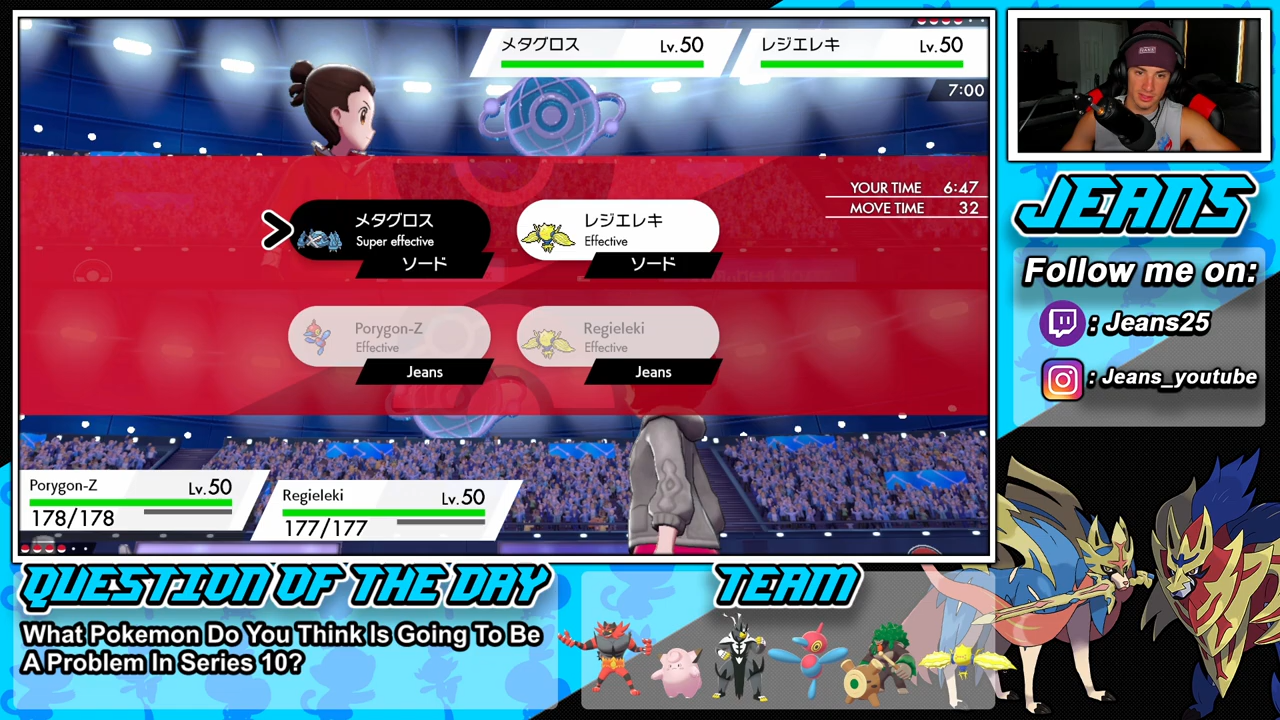 メタグロス Lv.50
レジエレキ Lv.50
7:00
YOUR TIME 6:47
MOVE TIME 32
メタグロス
Super effective
ソード
レジエレキ
Effective
ソード
Porygon-Z
Effective
Jeans
Regieleki
Effective
Jeans
Porygon-Z Lv.50
178/178
Regieleki Lv.50
177/177
JEANS
Follow me on:
: Jeans25
: Jeans_youtube
QUESTION OF THE DAY
What Pokemon Do You Think Is Going To Be
A Problem In Series 10?
TEAM